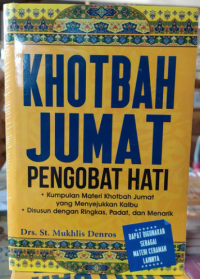 KHOTBAH
JUMAT
PENGOBAT HATI
• Kumpulan Materi Khotbah Jumat
yang Menyejukkan Kalbu
• Disusun dengan Ringkas, Padat, dan Menarik
Drs. St. Mukhlis Denros
DAPAT DIGUNAKAN
SEBAGAI
MATERI CERAMAH
LAINNYA